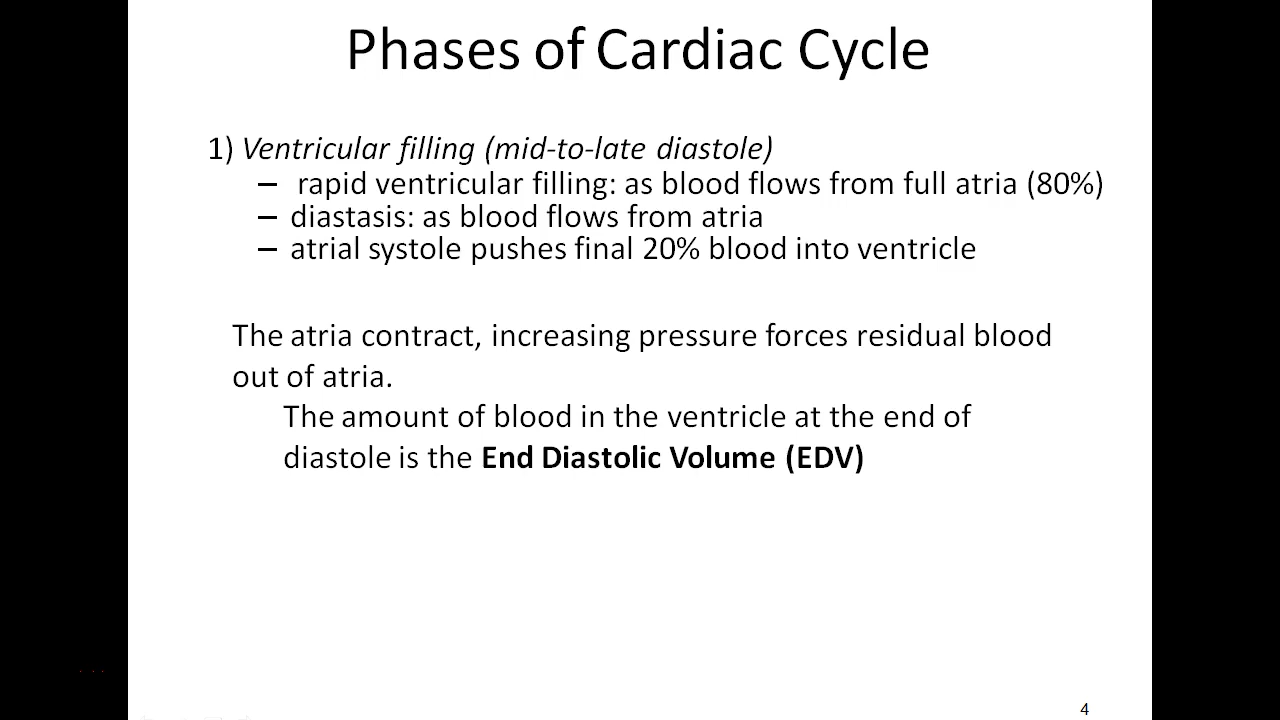 Phases of Cardiac Cycle
1) Ventricular filling (mid-to-late diastole)
– rapid ventricular filling: as blood flows from full atria (80%)
– diastasis: as blood flows from atria
– atrial systole pushes final 20% blood into ventricle
The atria contract, increasing pressure forces residual blood
out of atria.
The amount of blood in the ventricle at the end of
diastole is the End Diastolic Volume (EDV)
4